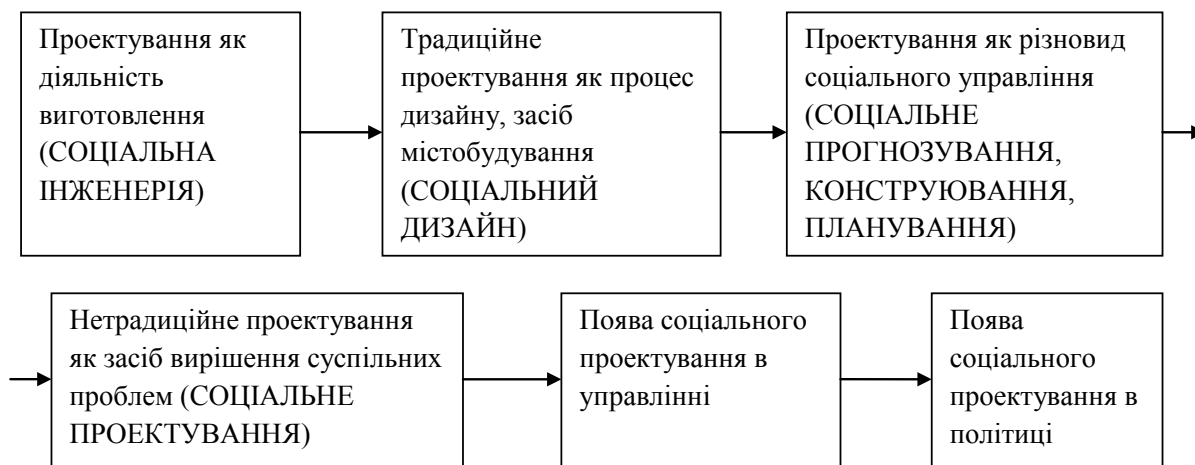 Проектування як
діяльність
виготовлення
(СОЦІАЛЬНА
ІНЖЕНЕРІЯ)
Традиційне
проектування як процес
дизайну, засіб
містобудування
(СОЦІАЛЬНИЙ
ДИЗАЙН)
Проектування як різновид
соціального управління
(СОЦІАЛЬНЕ
ПРОГНОЗУВАННЯ,
КОНСТРУЮВАННЯ,
ПЛАНУВАННЯ)
Нетрадиційне проектування
як засіб вирішення суспільних
проблем (СОЦІАЛЬНЕ
ПРОЕКТУВАННЯ)
Поява соціального
проектування в
управлінні
Поява
соціального
проектування в
політиці